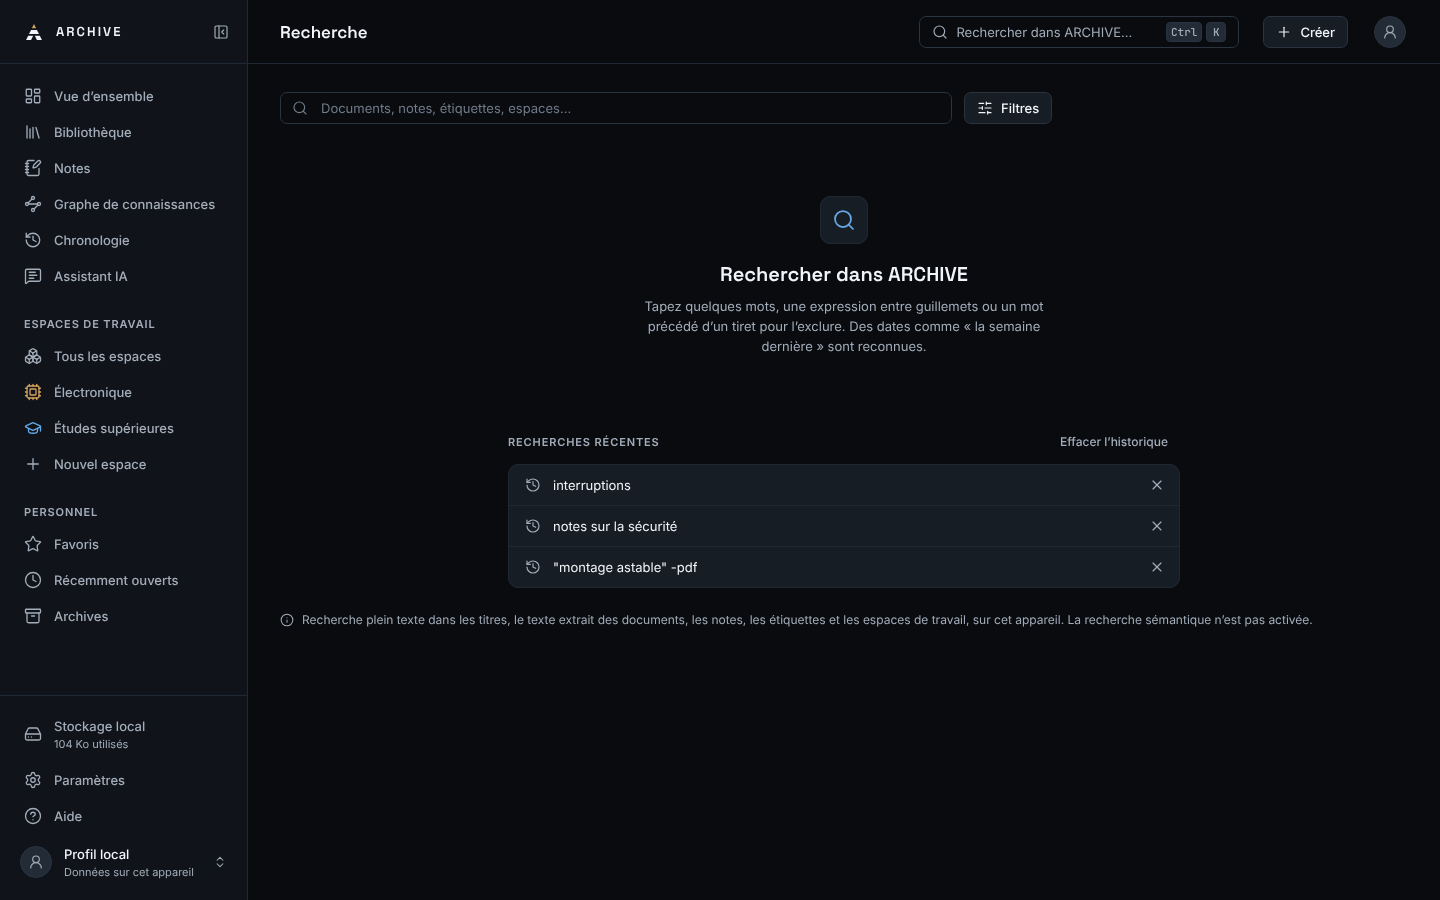 ARCHIVE
Recherche
Rechercher dans ARCHIVE...
Ctrl
K
Créer
Vue d’ensemble
Bibliothèque
Notes
Graphe de connaissances
Chronologie
Assistant IA
ESPACES DE TRAVAIL
Tous les espaces
Électronique
Études supérieures
Nouvel espace
PERSONNEL
Favoris
Récemment ouverts
Archives
Stockage local
104 Ko utilisés
Paramètres
Aide
Profil local
Données sur cet appareil
Documents, notes, étiquettes, espaces...
Filtres
Rechercher dans ARCHIVE
Tapez quelques mots, une expression entre guillemets ou un mot
précédé d’un tiret pour l’exclure. Des dates comme « la semaine
dernière » sont reconnues.
RECHERCHES RÉCENTES
Effacer l’historique
interruptions
notes sur la sécurité
"montage astable" -pdf
Recherche plein texte dans les titres, le texte extrait des documents, les notes, les étiquettes et les espaces de travail, sur cet appareil. La recherche sémantique n’est pas activée.